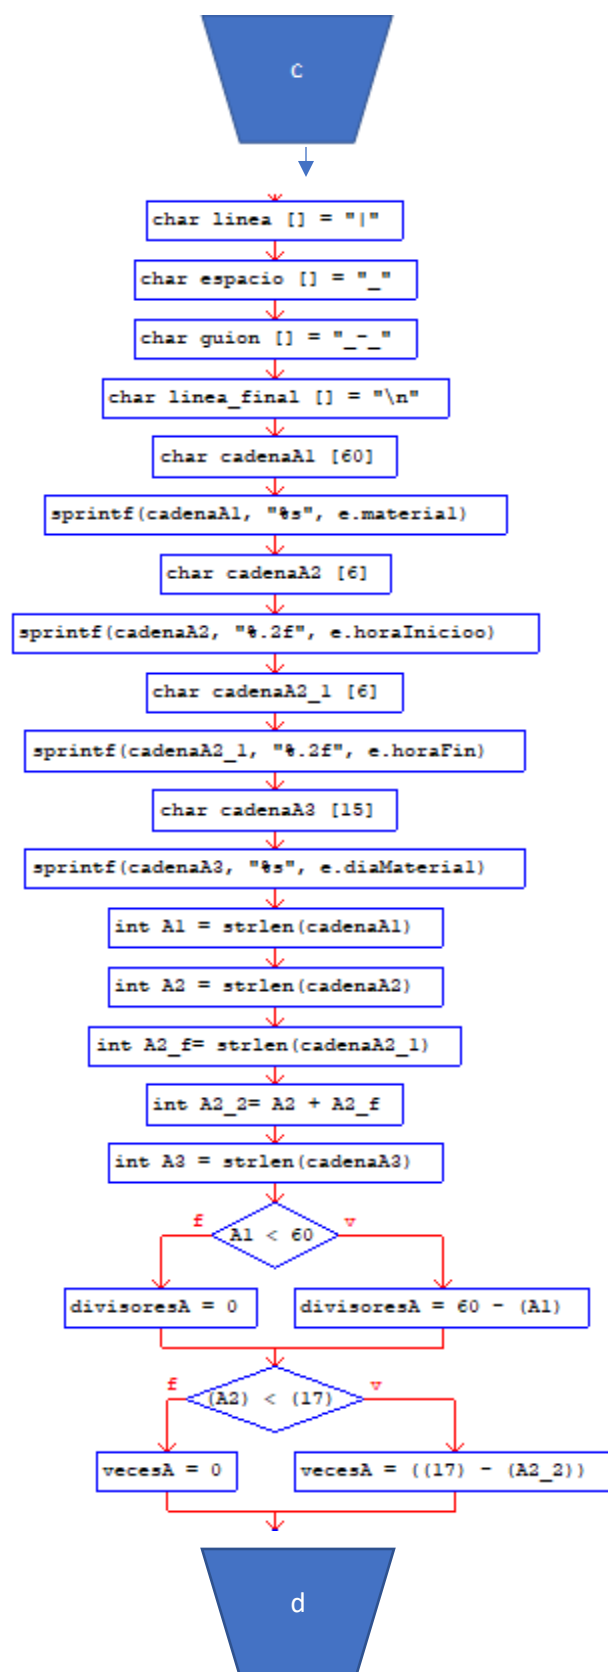 c
char linea [] = "|"
char espacio [] = "_"
char guion [] = "_-_"
char linea_final [] = "\n"
char cadenaA1 [60]
sprintf(cadenaA1, "%s", e.material)
char cadenaA2 [6]
sprintf(cadenaA2, "%.2f", e.horaInicioo)
char cadenaA2_1 [6]
sprintf(cadenaA2_1, "%.2f", e.horaFin)
char cadenaA3 [15]
sprintf(cadenaA3, "%s", e.diaMaterial)
int A1 = strlen(cadenaA1)
int A2 = strlen(cadenaA2)
int A2_f= strlen(cadenaA2_1)
int A2_2= A2 + A2_f
int A3 = strlen(cadenaA3)
f v
A1 < 60
divisoresA = 0 divisoresA = 60 - (A1)
f v
(A2) < (17)
vecesA = 0 vecesA = ((17) - (A2_2))
d